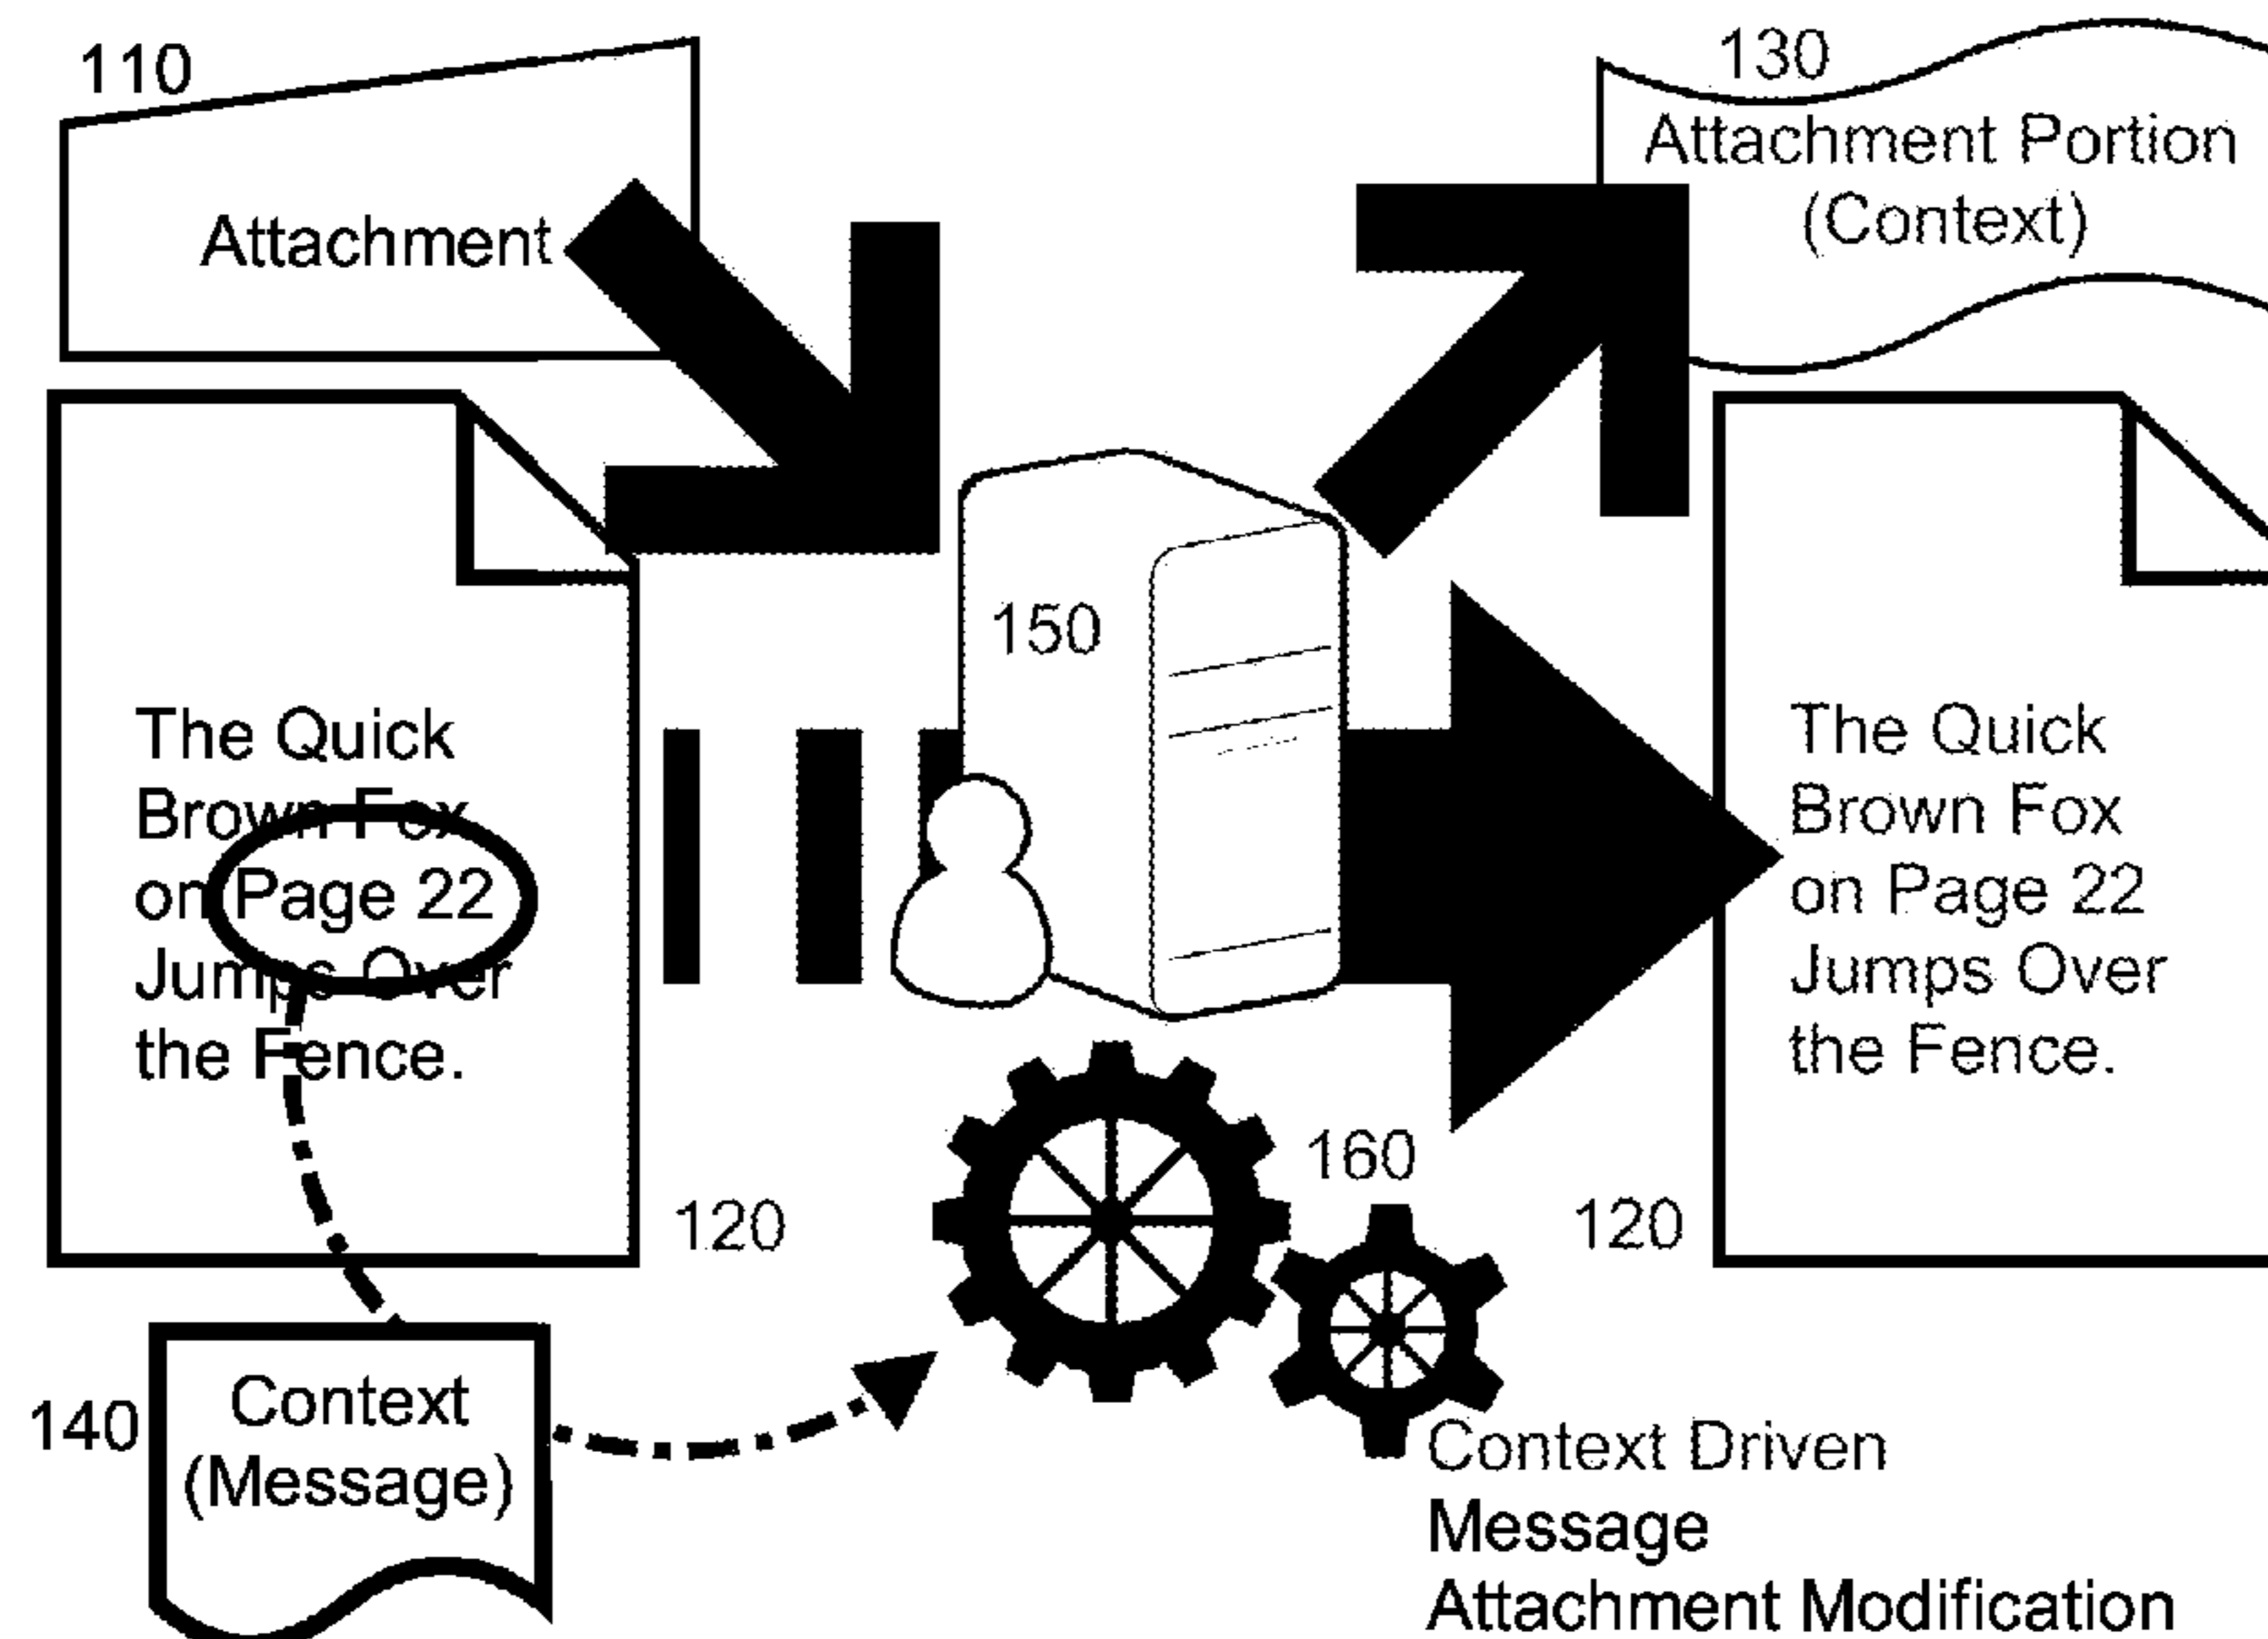 110
Attachment
130
Attachment Portion
(Context)
150
The Quick
Brown Fox
on Page 22
Jumps Over
the Fence.
The Quick
Brown Fox
on Page 22
Jumps Over
the Fence.
120
160
120
140
Context
(Message)
Context Driven
Message
Attachment Modification